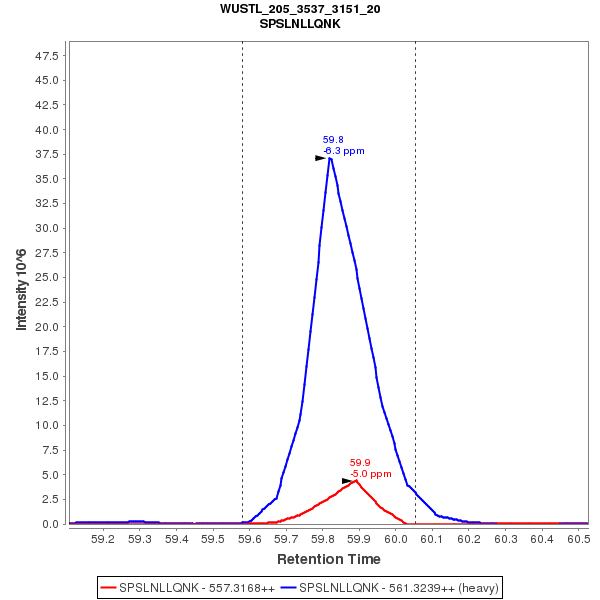 WUSTL_205_3537_3151_20
SPSLNLLQNK
Intensity 10^6
47.5
45.0
42.5
40.0
37.5
35.0
32.5
30.0
27.5
25.0
22.5
20.0
17.5
15.0
12.5
10.0
7.5
5.0
2.5
0.0
59.8
-6.3 ppm
59.9
-5.0 ppm
59.2 59.3 59.4 59.5 59.6 59.7 59.8 59.9 60.0 60.1 60.2 60.3 60.4 60.5
Retention Time
SPSLNLLQNK - 557.3168++ SPSLNLLQNK - 561.3239++ (heavy)